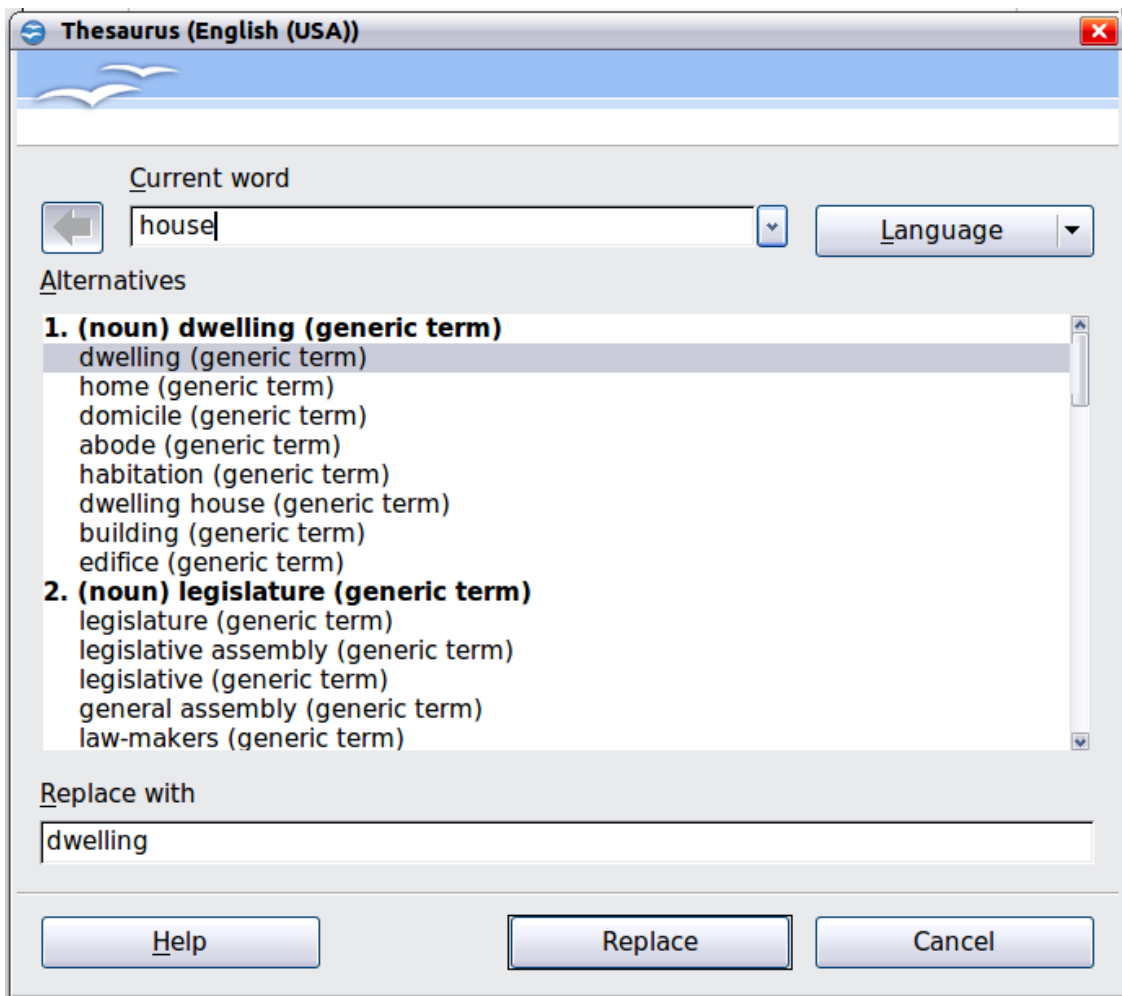 Thesaurus (English (USA))
Current word
house
Language
Alternatives
1. (noun) dwelling (generic term)
dwelling (generic term)
home (generic term)
domicile (generic term)
abode (generic term)
habitation (generic term)
dwelling house (generic term)
building (generic term)
edifice (generic term)
2. (noun) legislature (generic term)
legislature (generic term)
legislative assembly (generic term)
legislative (generic term)
general assembly (generic term)
law-makers (generic term)
Replace with
dwelling
Help Replace Cancel